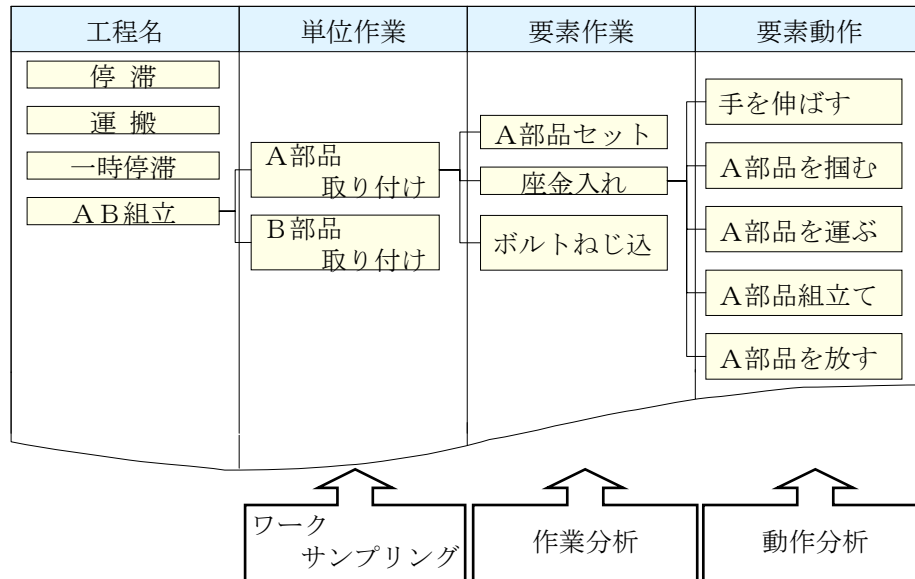 工程名
単位作業
要素作業
要素動作
停 滞
運 搬
一時停滞
ＡＢ組立
Ａ部品
取り付け
Ｂ部品
取り付け
Ａ部品セット
座金入れ
ボルトねじ込
手を伸ばす
Ａ部品を掴む
Ａ部品を運ぶ
Ａ部品組立て
Ａ部品を放す
ワーク
サンプリング
作業分析
動作分析